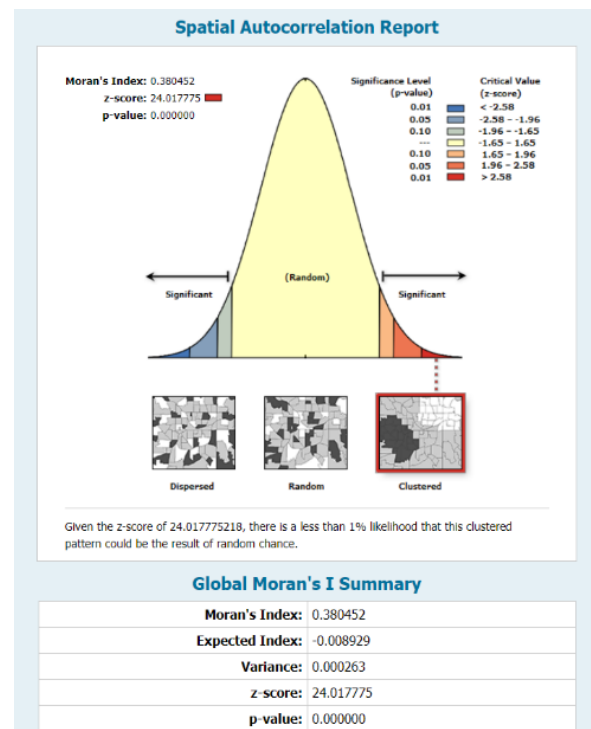 Spatial Autocorrelation Report
Moran's Index: 0.380452
z-score: 24.017775
p-value: 0.000000
Significance Level
(p-value)
Critical Value
(z-score)
0.01 < -2.58
0.05 -2.58 - -1.96
0.10 -1.96 - -1.65
--- -1.65 - 1.65
0.10 1.65 - 1.96
0.05 1.96 - 2.58
0.01 > 2.58
(Random)
Significant Significant
Dispersed Random Clustered
Given the z-score of 24.017775218, there is a less than 1% likelihood that this clustered
pattern could be the result of random chance.
Global Moran's I Summary
Moran's Index: 0.380452
Expected Index: -0.008929
Variance: 0.000263
z-score: 24.017775
p-value: 0.000000